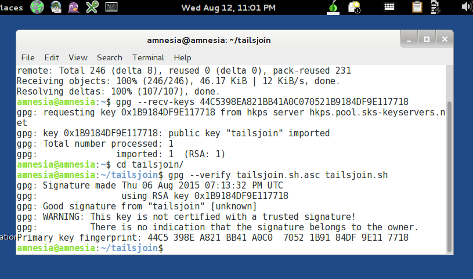 laces
Wed Aug 12, 11:01 PM
amnesia@amnesia: ~/tailsjoin
File Edit View Search Terminal Help
remote: Total 246 (delta 0), reused 0 (delta 0), pack-reused 231
Receiving objects: 100% (246/246), 46.17 KiB | 12 KiB/s, done.
Resolving deltas: 100% (107/107), done.
amnesia@amnesia:~$ gpg --recv-keys 44C5398EA821BB41A0C070521B9184DF9E117718
gpg: requesting key 0x1B9184DF9E117718 from hkps server hkps.pool.sks-keyservers.n
et
gpg: key 0x1B9184DF9E117718: public key "tailsjoin" imported
gpg: Total number processed: 1
gpg: imported: 1 (RSA: 1)
amnesia@amnesia:~$ cd tailsjoin/
amnesia@amnesia:~/tailsjoin$ gpg --verify tailsjoin.sh.asc tailsjoin.sh
gpg: Signature made Thu 06 Aug 2015 07:13:32 PM UTC
gpg: using RSA key 0x1B9184DF9E117718
gpg: Good signature from "tailsjoin" [unknown]
gpg: WARNING: This key is not certified with a trusted signature!
gpg: There is no indication that the signature belongs to the owner.
Primary key fingerprint: 44C5 398E A821 BB41 A0C0 7052 1B91 84DF 9E11 7718
amnesia@amnesia:~/tailsjoin$